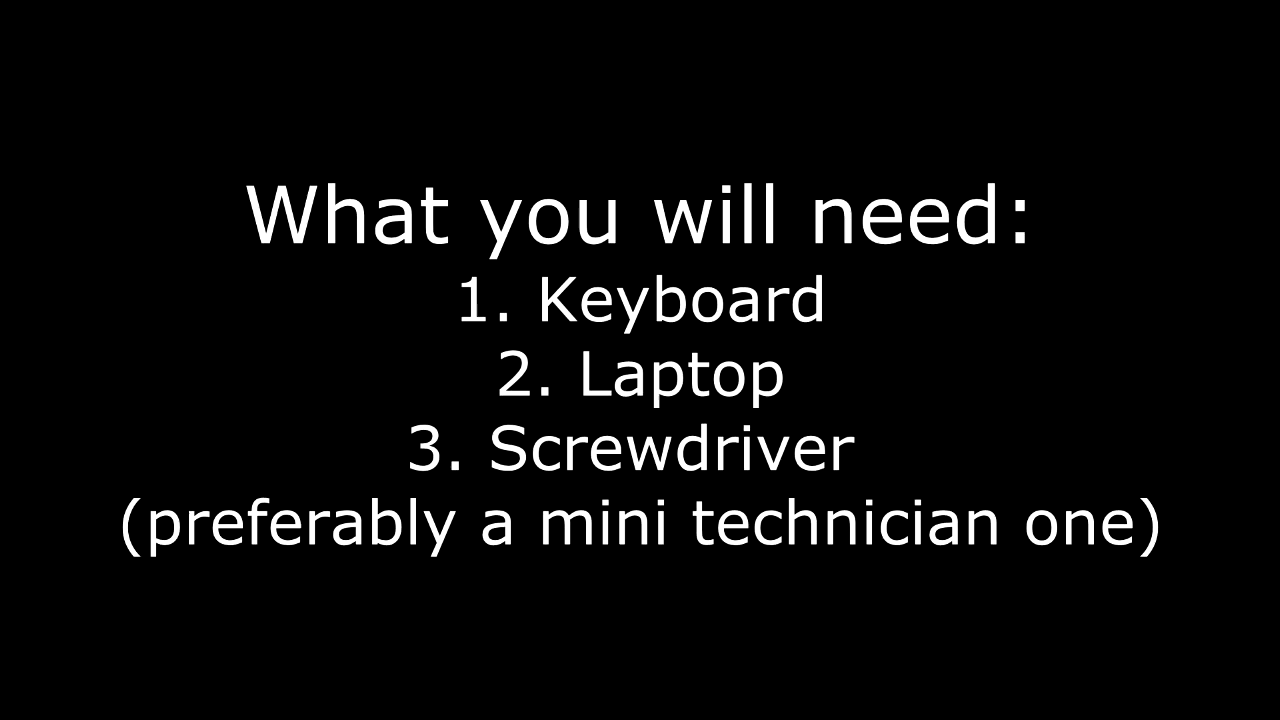 What you will need:
1. Keyboard
2. Laptop
3. Screwdriver
(preferably a mini technician one)